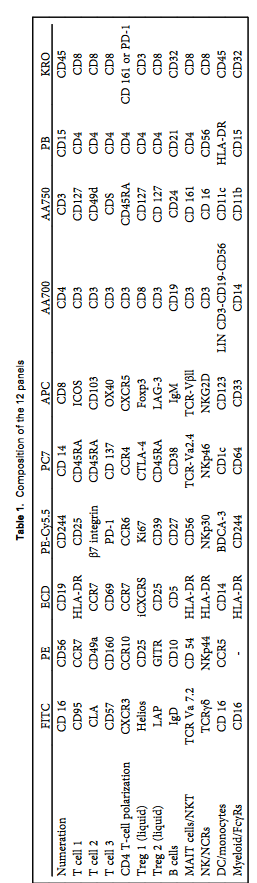 Table 1. Composition of the 12 panels
FITC PE ECD PE-Cy5.5 PC7 APC AA700 AA750 PB KRO
Numeration CD 16 CD56 CD19 CD244 CD 14 CD8 CD4 CD3 CD15 CD45
T cell 1 CD95 CCR7 HLA-DR CD25 CD45RA ICOS CD3 CD127 CD4 CD8
T cell 2 CLA CD49a CCR7 β7 integrin CD45RA CD103 CD3 CD49d CD4 CD8
T cell 3 CD57 CD160 CD69 PD-1 CD 137 OX40 CD3 CDS CD4 CD8
CD4 T-cell polarization CXCR3 CCR10 CCR7 CCR6 CCR4 CXCR5 CD3 CD45RA CD4 CD 161 or PD-1
Treg 1 (liquid) Helios CD25 iCXCRS Ki67 CTLA-4 Foxp3 CD8 CD127 CD4 CD3
Treg 2 (liquid) LAP GITR CD25 CD39 CD45RA LAG-3 CD3 CD 127 CD4 CD8
B cells IgD CD10 CD5 CD27 CD38 IgM CD19 CD24 CD21 CD32
MAIT cells/NKT TCR Va 7.2 CD 54 HLA-DR CD56 TCR-Va2.4 TCR-Vβll CD3 CD 161 CD4 CD8
NK/NCRs TCRγδ NKp44 HLA-DR NKp30 NKp46 NKG2D CD3 CD 16 CD56 CD8
DC/monocytes CD 16 CCR5 CD14 BDCA-3 CD1c CD123 LIN CD3-CD19-CD56 CD11c HLA-DR CD45
Myeloid/FcγRs CD16 - HLA-DR CD244 CD64 CD33 CD14 CD11b CD15 CD32